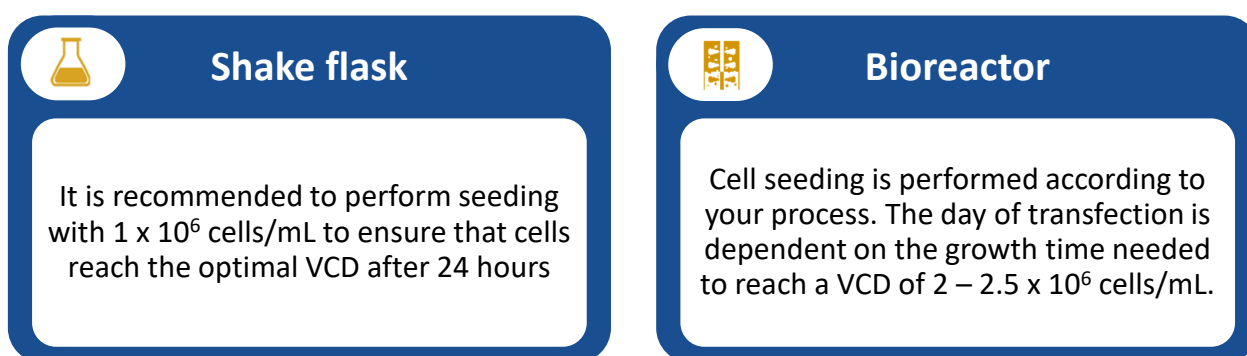 Shake flask
It is recommended to perform seeding
with 1 x 10⁶ cells/mL to ensure that cells
reach the optimal VCD after 24 hours
Bioreactor
Cell seeding is performed according to
your process. The day of transfection is
dependent on the growth time needed
to reach a VCD of 2 – 2.5 x 10⁶ cells/mL.